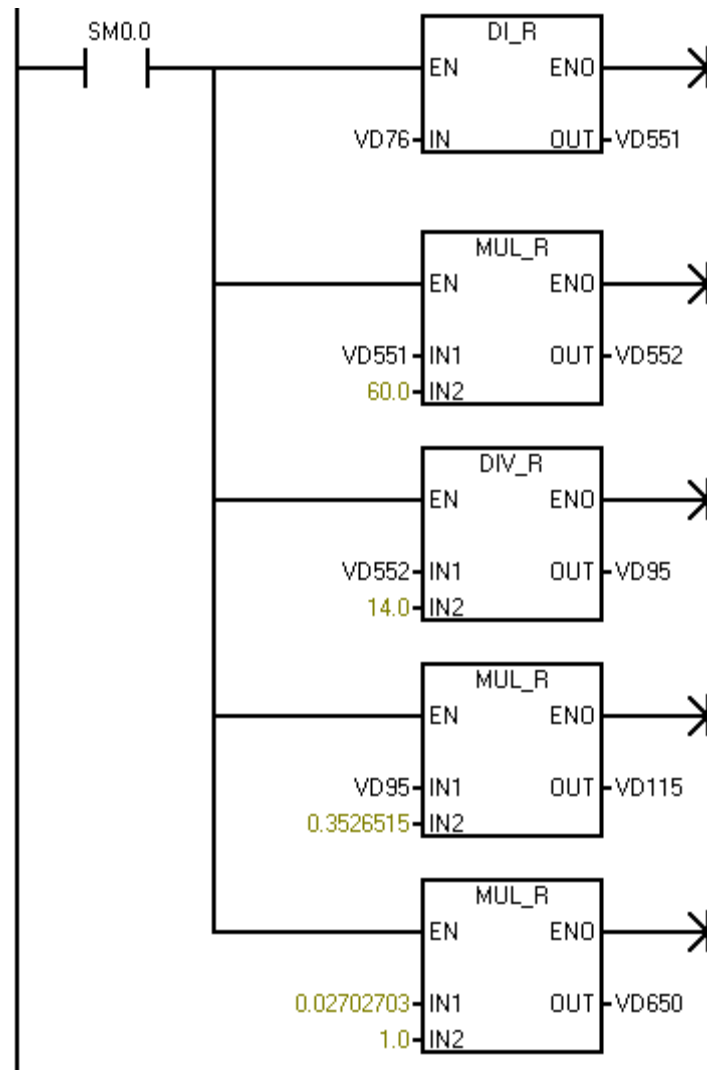 SM0.0
DI_R
EN ENO
VD76 IN OUT VD551
MUL_R
EN ENO
VD551 IN1 OUT VD552
60.0 IN2
DIV_R
EN ENO
VD552 IN1 OUT VD95
14.0 IN2
MUL_R
EN ENO
VD95 IN1 OUT VD115
0.3526515 IN2
MUL_R
EN ENO
0.02702703 IN1 OUT VD650
1.0 IN2